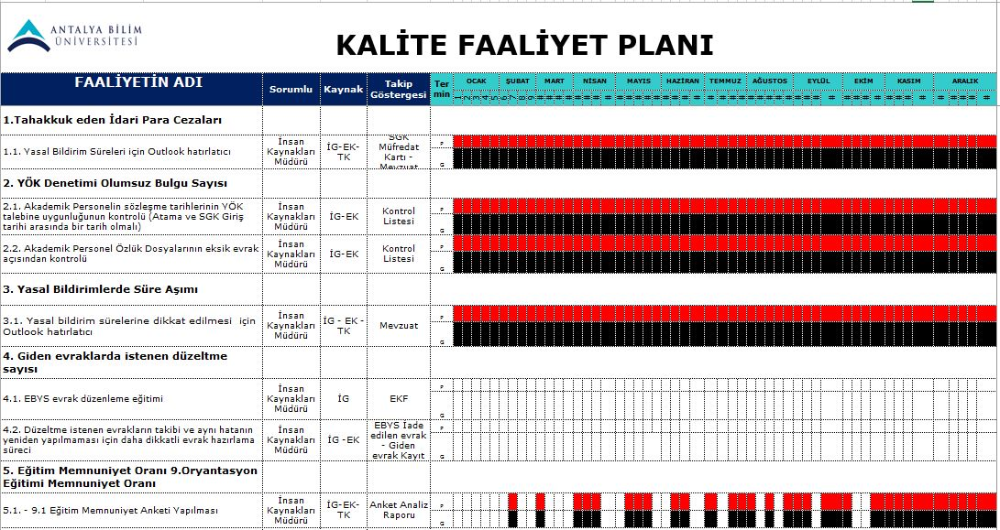 ANTALYA BİLİM
ÜNİVERSİTESİ
KALİTE FAALİYET PLANI
FAALİYETİN ADI
Sorumlu
Kaynak
Takip
Göstergesi
Ter
min
OCAK ŞUBAT MART NİSAN MAYIS HAZİRAN TEMMUZ AĞUSTOS EYLÜL EKİM KASIM ARALIK
1.Tahakkuk eden İdari Para Cezaları
1.1. Yasal Bildirim Süreleri için Outlook hatırlatıcı
İnsan
Kaynakları
Müdürü
İG-EK-
TK
SGK
Müfredat
Kartı -
Mevzuat
P
G
2. YÖK Denetimi Olumsuz Bulgu Sayısı
2.1. Akademik Personelin sözleşme tarihlerinin YÖK
talebine uygunluğunun kontrolü (Atama ve SGK Giriş
tarihi arasında bir tarih olmalı)
İnsan
Kaynakları
Müdürü
İG-EK
Kontrol
Listesi
P
G
2.2. Akademik Personel Özlük Dosyalarının eksik evrak
açısından kontrolü
İnsan
Kaynakları
Müdürü
İG-EK
Kontrol
Listesi
P
G
3. Yasal Bildirimlerde Süre Aşımı
3.1. Yasal bildirim sürelerine dikkat edilmesi için
Outlook hatırlatıcı
İnsan
Kaynakları
Müdürü
İG - EK -
TK
Mevzuat
P
G
4. Giden evraklarda istenen düzeltme
sayısı
4.1. EBYS evrak düzenleme eğitimi
İnsan
Kaynakları
Müdürü
İG
EKF
P
G
4.2. Düzeltme istenen evrakların takibi ve aynı hatanın
yeniden yapılmaması için daha dikkatli evrak hazırlama
süreci
İnsan
Kaynakları
Müdürü
İG -EK
EBYS İade
edilen evrak
- Giden
evrak Kayıt
P
G
5. Eğitim Memnuniyet Oranı 9.Oryantasyon
Eğitimi Memnuniyet Oranı
5.1. - 9.1 Eğitim Memnuniyet Anketi Yapılması
İnsan
Kaynakları
Müdürü
İG-EK-
TK
Anket Analiz
Raporu
P
G